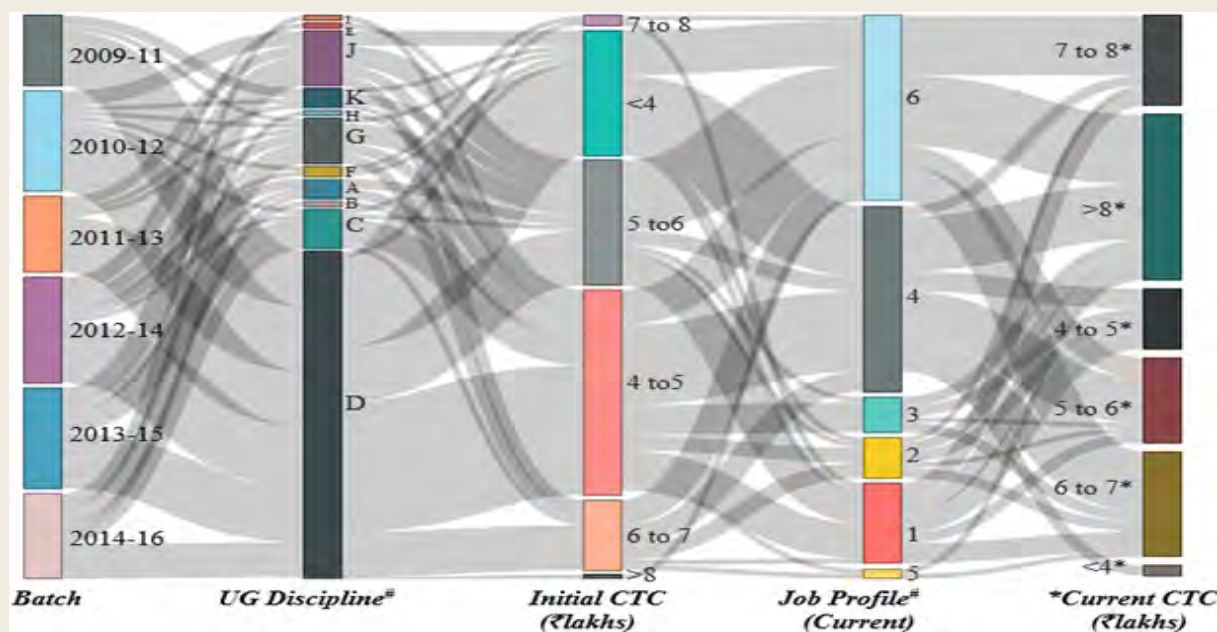 2009-11
2010-12
2011-13
2012-14
2013-15
2014-16
Batch
I
E
J
K
H
G
F
A
B
C
D
UG Discipline#
7 to 8
<4
5 to6
4 to5
6 to 7
>8
Initial CTC
(₹lakhs)
6
4
3
2
1
5
Job Profile#
(Current)
7 to 8*
>8*
4 to 5*
5 to 6*
6 to 7*
<4*
*Current CTC
(₹lakhs)